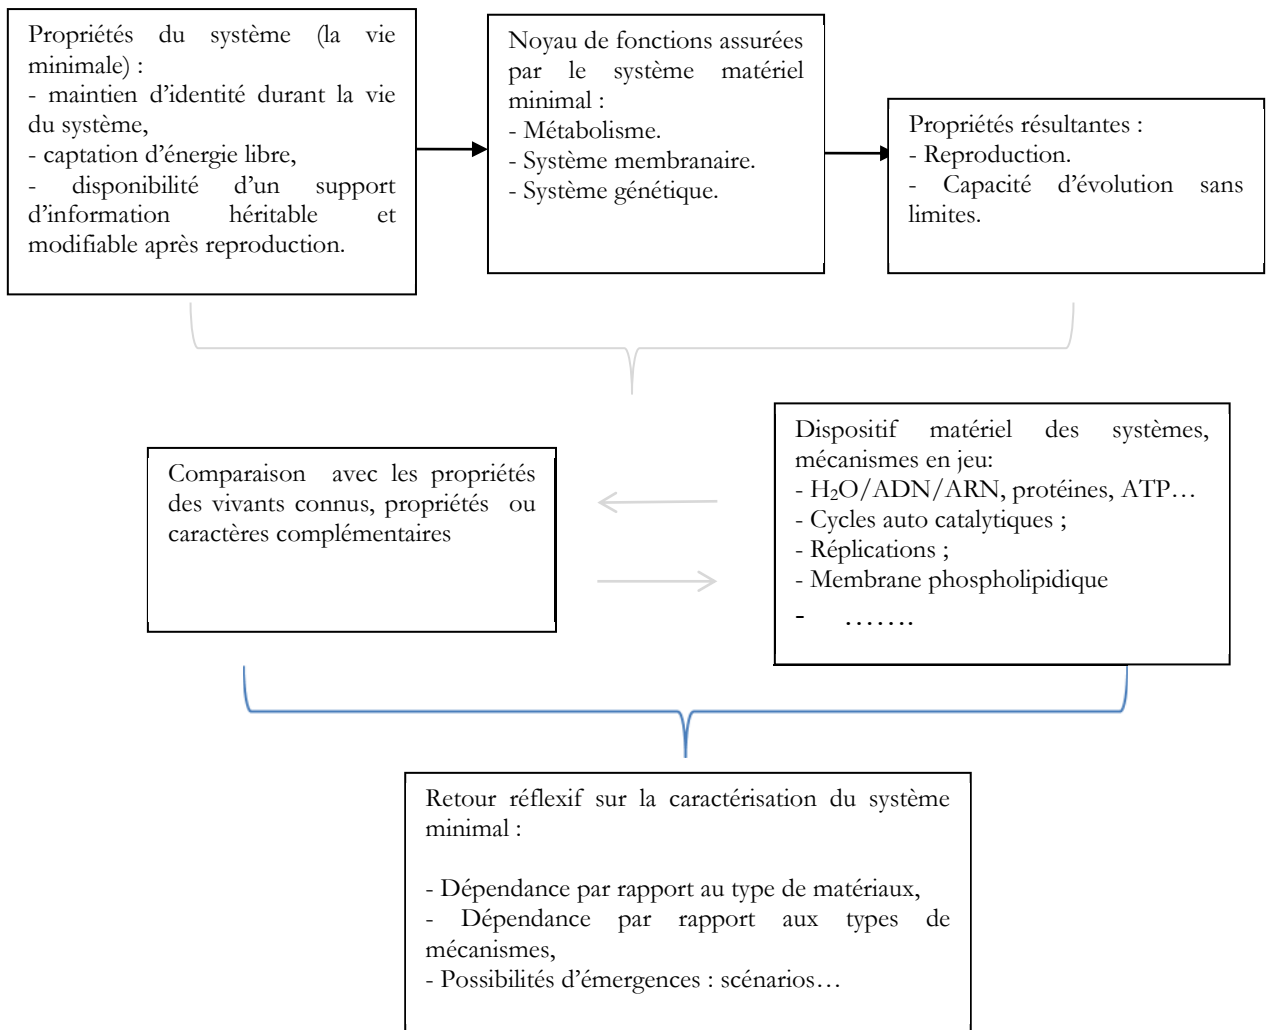 Propriétés du système (la vie
minimale) :
- maintien d'identité durant la vie
du système,
- captation d'énergie libre,
- disponibilité d'un support
d'information héritable et
modifiable après reproduction.
Noyau de fonctions assurées
par le système matériel
minimal :
- Métabolisme.
- Système membranaire.
- Système génétique.
Propriétés résultantes :
- Reproduction.
- Capacité d'évolution sans
limites.
Comparaison avec les propriétés
des vivants connus, propriétés ou
caractères complémentaires
Dispositif matériel des systèmes,
mécanismes en jeu:
- H₂O/ADN/ARN, protéines, ATP…
- Cycles auto catalytiques ;
- Réplications ;
- Membrane phospholipidique
- …….
Retour réflexif sur la caractérisation du système
minimal :
- Dépendance par rapport au type de matériaux,
- Dépendance par rapport aux types de
mécanismes,
- Possibilités d'émergences : scénarios…